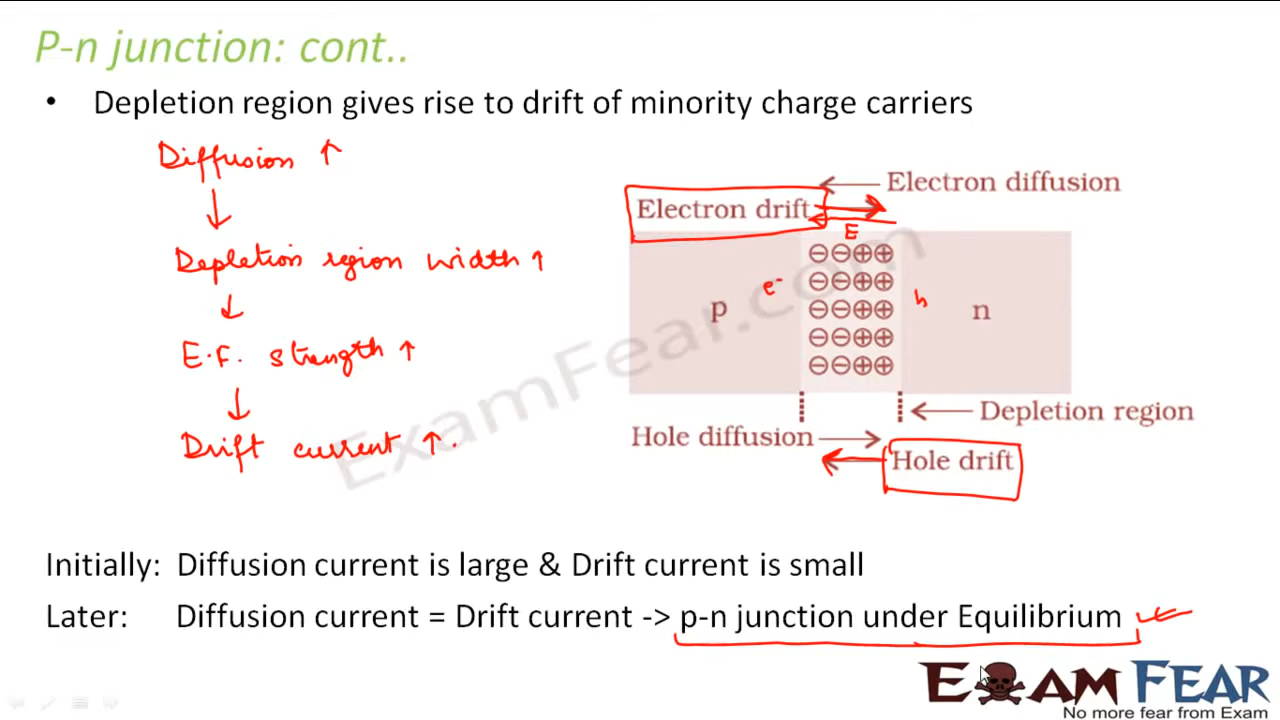 P-n junction: cont..
• Depletion region gives rise to drift of minority charge carriers
Diffusion ↑
↓
Depletion region width ↑
↓
E.F. strength ↑
↓
Drift current ↑.
Electron diffusion
Electron drift
E
⊖⊖⊕⊕
⊖⊖⊕⊕
⊖⊖⊕⊕
⊖⊖⊕⊕
⊖⊖⊕⊕
e⁻
h
p
n
Depletion region
Hole diffusion
Hole drift
ExamFear.com
Initially: Diffusion current is large & Drift current is small
Later: Diffusion current = Drift current -> p-n junction under Equilibrium
EXAM FEAR
No more fear from Exam